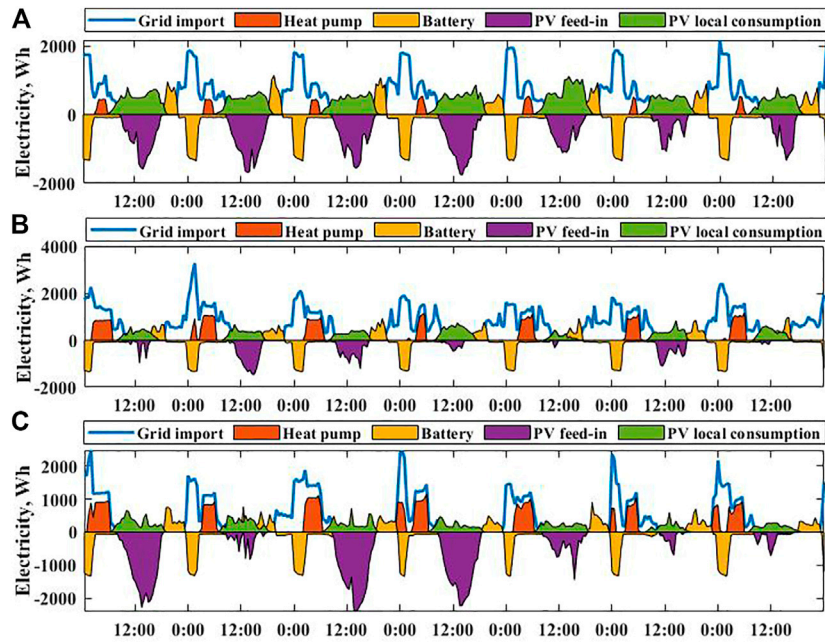 A
Grid import Heat pump Battery PV feed-in PV local consumption
Electricity, Wh
2000
0
-2000
12:00 0:00 12:00 0:00 12:00 0:00 12:00 0:00 12:00 0:00 12:00 0:00 12:00
B
Grid import Heat pump Battery PV feed-in PV local consumption
Electricity, Wh
4000
2000
0
-2000
12:00 0:00 12:00 0:00 12:00 0:00 12:00 0:00 12:00 0:00 12:00 0:00 12:00
C
Grid import Heat pump Battery PV feed-in PV local consumption
Electricity, Wh
2000
1000
0
-1000
-2000
12:00 0:00 12:00 0:00 12:00 0:00 12:00 0:00 12:00 0:00 12:00 0:00 12:00